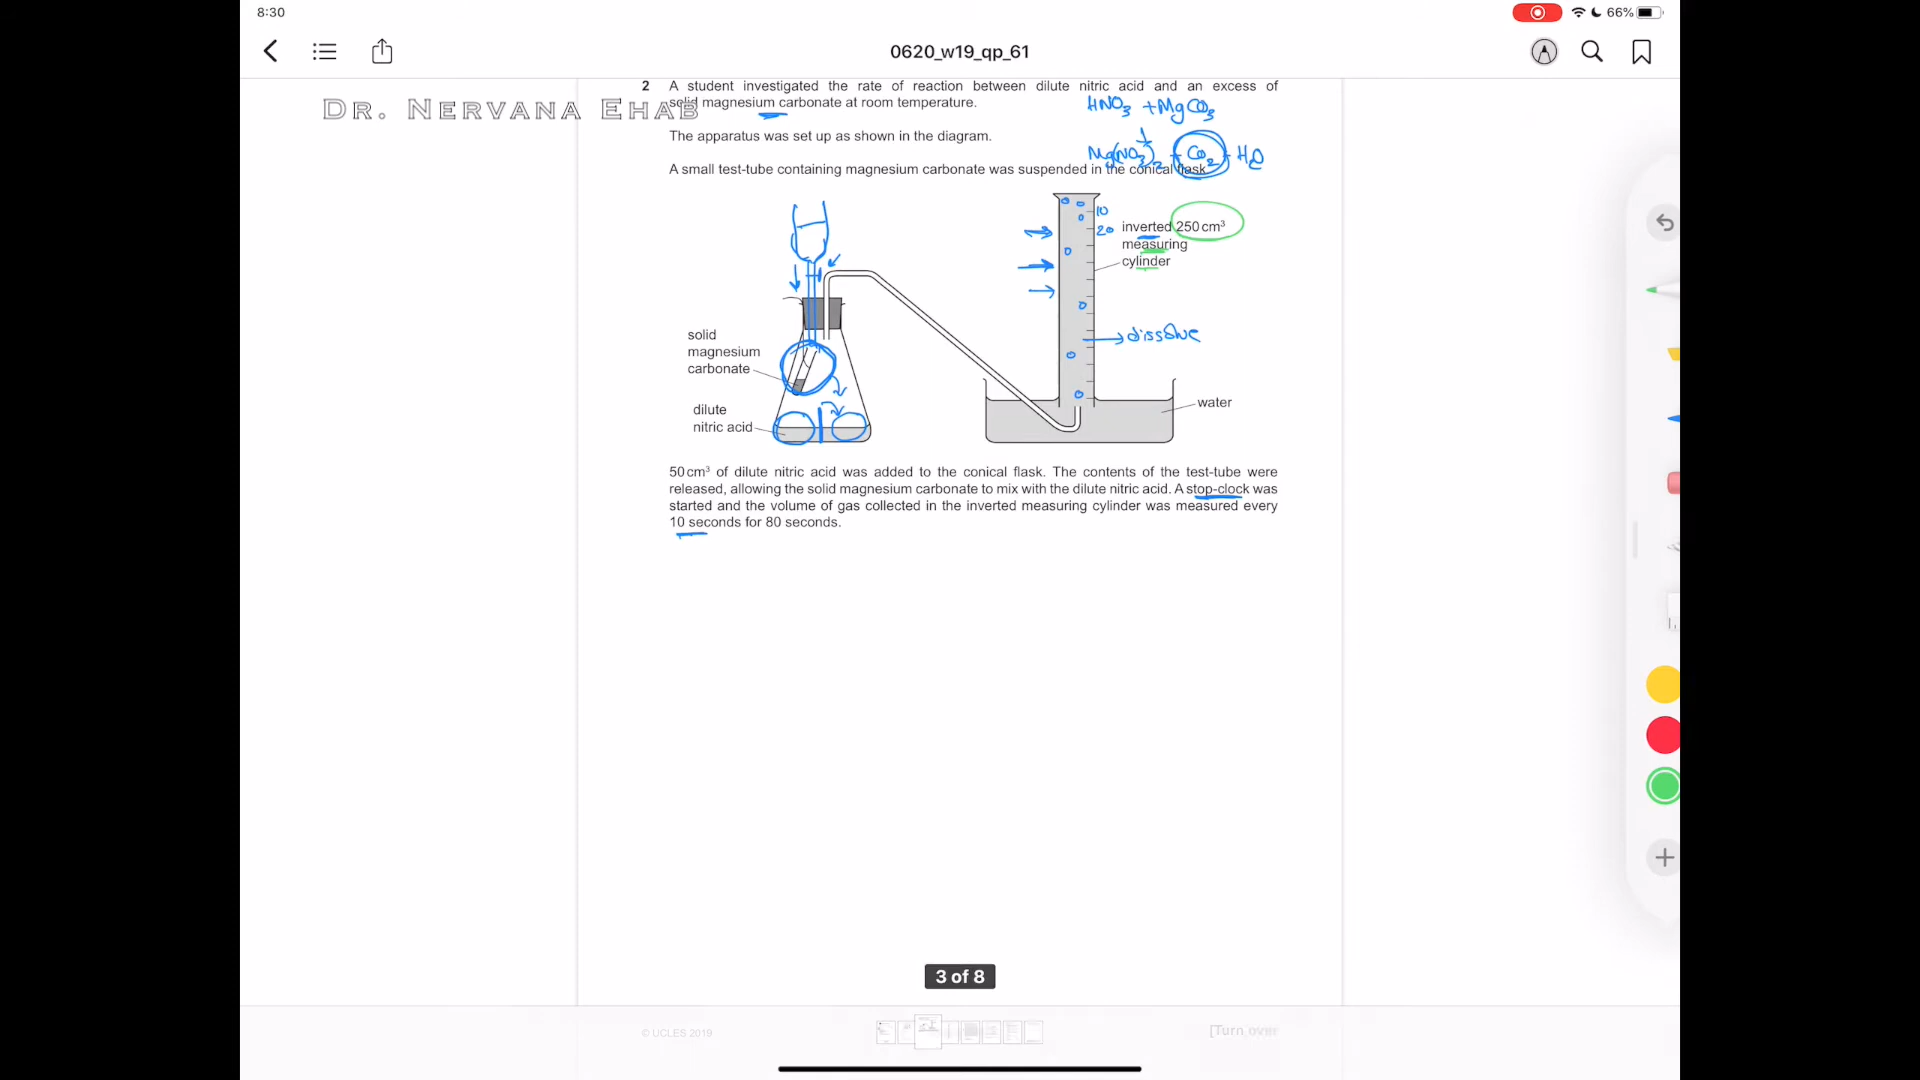 8:30
66%
0620_w19_qp_61
DR. NERVANA EHAB
2 A student investigated the rate of reaction between dilute nitric acid and an excess of
solid magnesium carbonate at room temperature.
HNO3 + MgCO3
The apparatus was set up as shown in the diagram.
Mg(NO3)2 + CO2 + H2O
A small test-tube containing magnesium carbonate was suspended in the conical flask.
10
20
inverted 250 cm³
measuring
cylinder
dissolve
solid
magnesium
carbonate
dilute
nitric acid
water
50 cm³ of dilute nitric acid was added to the conical flask. The contents of the test-tube were
released, allowing the solid magnesium carbonate to mix with the dilute nitric acid. A stop-clock was
started and the volume of gas collected in the inverted measuring cylinder was measured every
10 seconds for 80 seconds.
3 of 8
© UCLES 2019
[Turn over